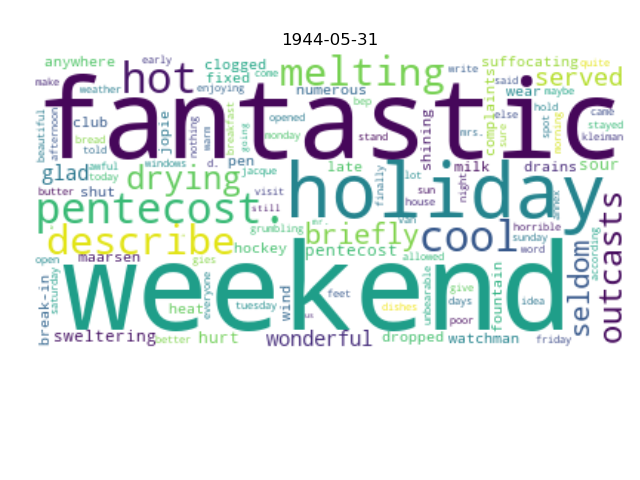 1944-05-31
anywhere
early
clogged
come
melting
write
suffocating
quite
make
hot
fixed
numerous
said
served
weather
enjoying
bep
wear
maybe
fantastic
beautiful
afternoon
club
jopie
nothing
warm
breakfast
going
opened
monday
stand
shining
mrs.
complaints
sure
else
hold
spot
morning
came
stayed
kleiman
bread
told
windows
d.
pen
jacque
late
finally
milk
drains
sour
awful
today
glad
drying
visit
holiday
lot
sun
house
night
annex
butter
shut
still
pentecost.
horrible
sunday
word
outcasts
describe
grumbling
mr.
briefly
van
cool
seldom
according
hockey
pentecost
allowed
maarsen
gies
open
weekend
saturday
break-in
heat
everyone
tuesday
wind
feet
us
dishes
unbearable
give
days
poor
fountain
idea
sweltering
better
hurt
wonderful
dropped
watchman
friday